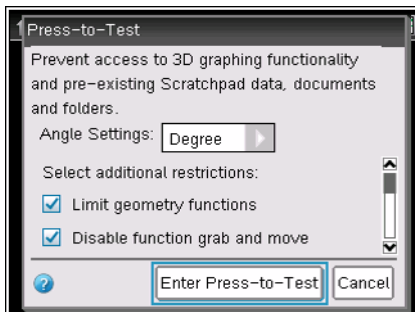 Press-to-Test
Prevent access to 3D graphing functionality
and pre-existing Scratchpad data, documents
and folders.
Angle Settings: Degree
Select additional restrictions:
Limit geometry functions
Disable function grab and move
Enter Press-to-Test Cancel